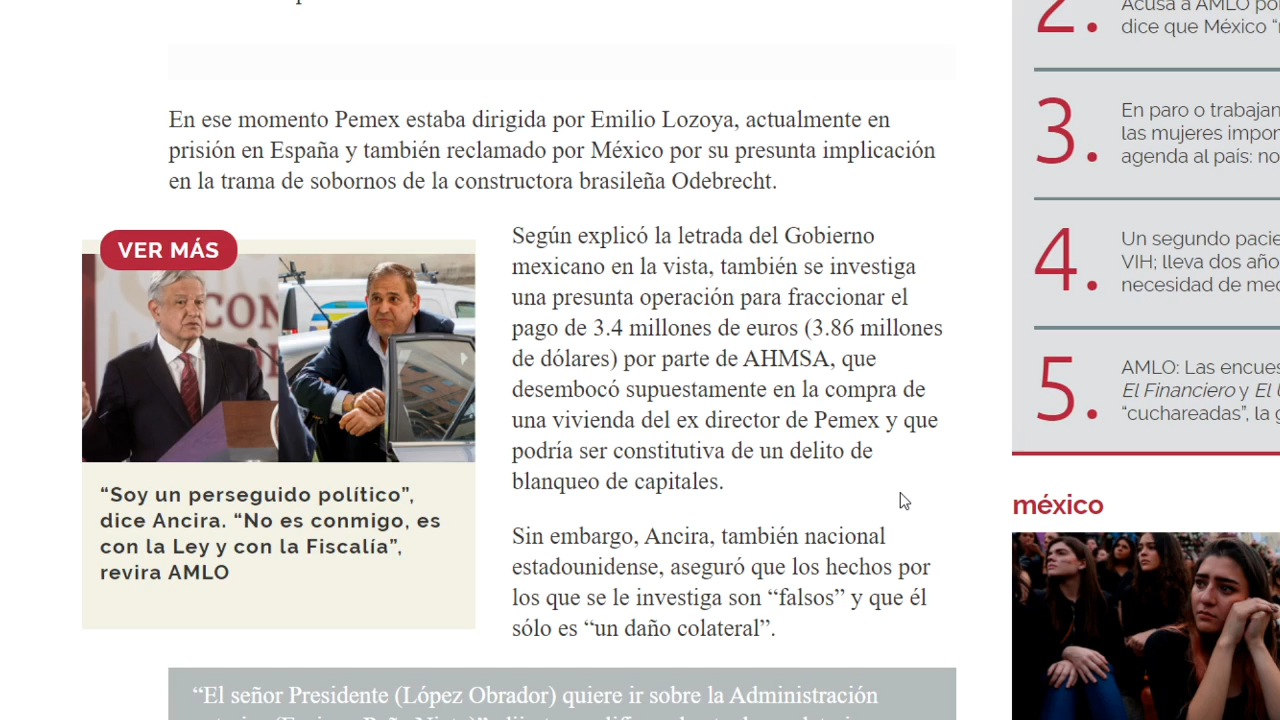 En ese momento Pemex estaba dirigida por Emilio Lozoya, actualmente en
prisión en España y también reclamado por México por su presunta implicación
en la trama de sobornos de la constructora brasileña Odebrecht.
VER MÁS
CON
“Soy un perseguido político”,
dice Ancira. “No es conmigo, es
con la Ley y con la Fiscalía”,
revira AMLO
Según explicó la letrada del Gobierno
mexicano en la vista, también se investiga
una presunta operación para fraccionar el
pago de 3.4 millones de euros (3.86 millones
de dólares) por parte de AHMSA, que
desembocó supuestamente en la compra de
una vivienda del ex director de Pemex y que
podría ser constitutiva de un delito de
blanqueo de capitales.
Sin embargo, Ancira, también nacional
estadounidense, aseguró que los hechos por
los que se le investiga son “falsos” y que él
sólo es “un daño colateral”.
“El señor Presidente (López Obrador) quiere ir sobre la Administración
2.
Acusa a AMLO
dice que México
3.
En paro o
las mujeres
agenda al país: no
4.
Un segundo
VIH; lleva dos
necesidad de
5.
AMLO: Las
El Financiero y El
“cuchareadas”, la
méxico